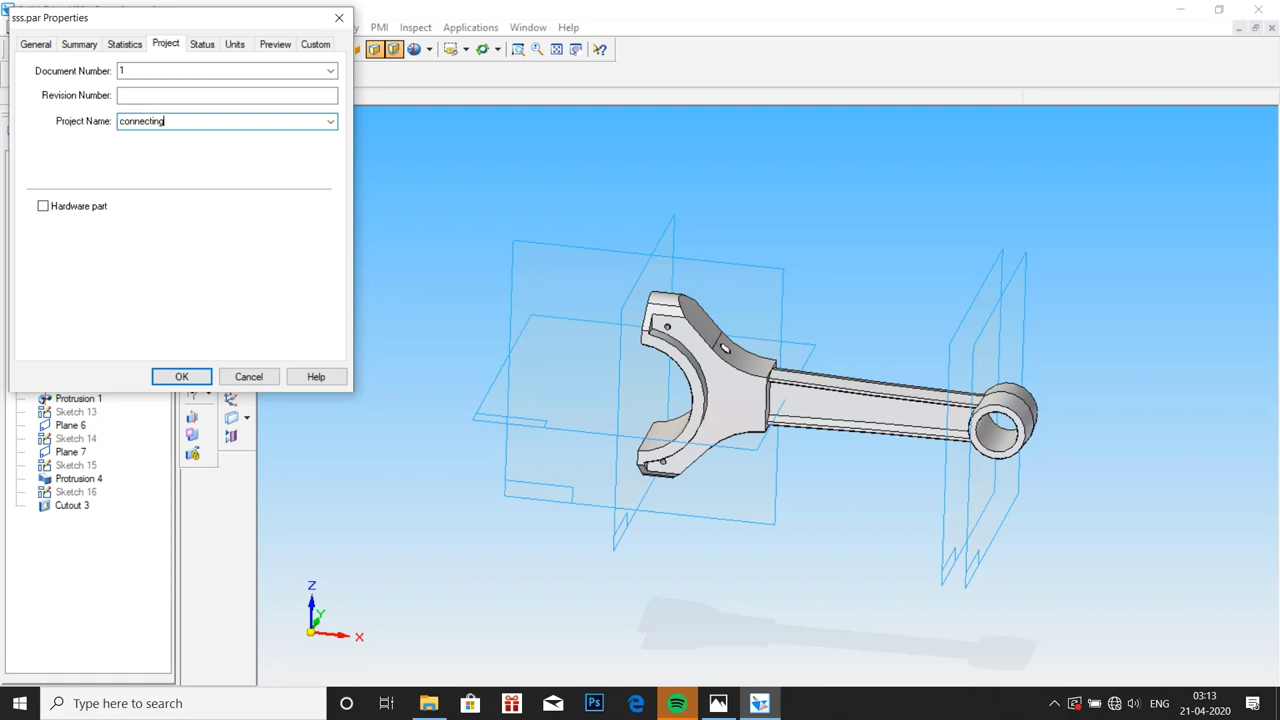 sss.par Properties
PMI Inspect Applications Window Help
General Summary Statistics Project Status Units Preview Custom
Document Number: 1
Revision Number:
Project Name: connecting
Hardware part
OK Cancel Help
Protrusion 1
Sketch 13
Plane 6
Sketch 14
Plane 7
Sketch 15
Protrusion 4
Sketch 16
Cutout 3
Z
Y
X
Type here to search
Ps
ENG
03:13
21-04-2020